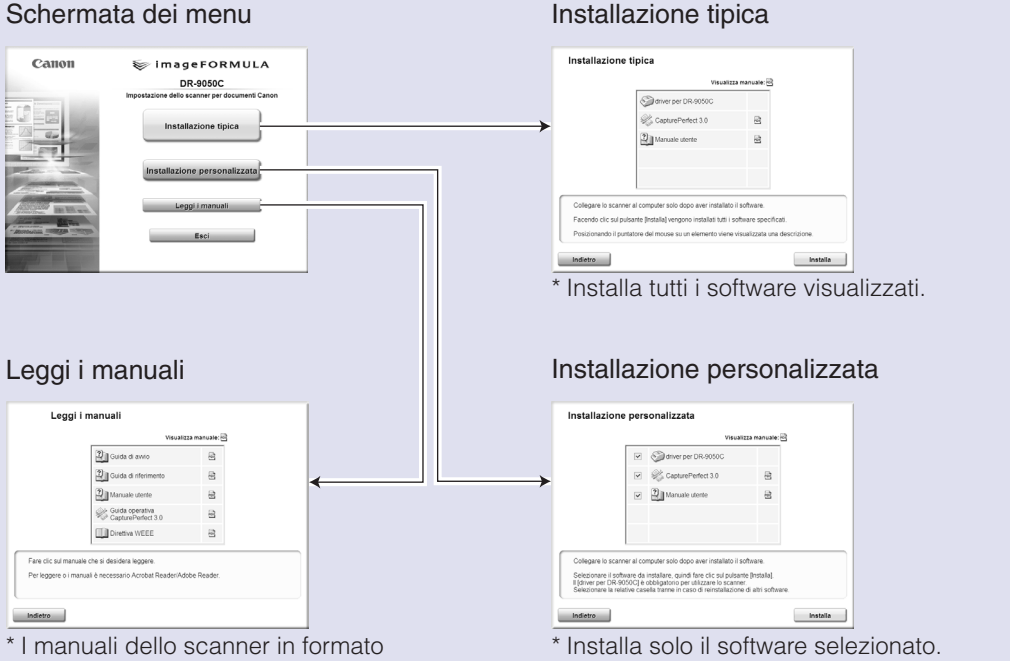 Schermata dei menu
Canon
imageFORMULA
DR-9050C
Impostazione dello scanner per documenti Canon
Installazione tipica
Installazione personalizzata
Leggi i manuali
Esci
Installazione tipica
Installazione tipica
Visualizza manuale:
driver per DR-9050C
CapturePerfect 3.0
Manuale utente
Collegare lo scanner al computer solo dopo aver installato il software.
Facendo clic sul pulsante [Installa] vengono installati tutti i software specificati.
Posizionando il puntatore del mouse su un elemento viene visualizzata una descrizione.
Indietro
Installa
* Installa tutti i software visualizzati.
Leggi i manuali
Leggi i manuali
Visualizza manuale:
Guida di avvio
Guida di riferimento
Manuale utente
Guida operativa
CapturePerfect 3.0
Direttiva WEEE
Fare clic sul manuale che si desidera leggere.
Per leggere o i manuali è necessario Acrobat Reader/Adobe Reader.
Indietro
* I manuali dello scanner in formato
Installazione personalizzata
Installazione personalizzata
Visualizza manuale:
driver per DR-9050C
CapturePerfect 3.0
Manuale utente
Collegare lo scanner al computer solo dopo aver installato il software.
Selezionare il software da installare, quindi fare clic sul pulsante [Installa].
Il [driver per DR-9050C] è obbligatorio per utilizzare lo scanner.
Selezionare la relative casella tranne in caso di reinstallazione di altri software.
Indietro
Installa
* Installa solo il software selezionato.